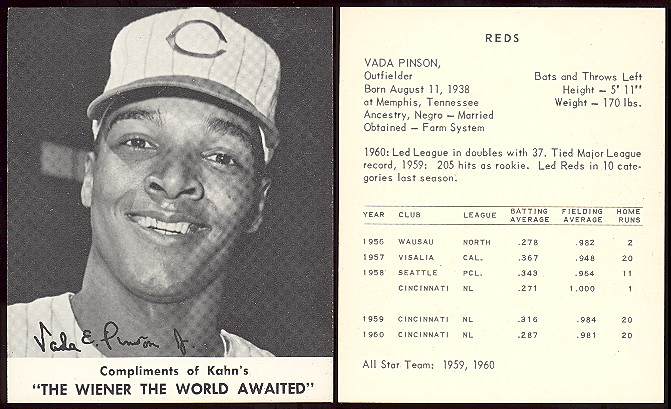 C
Vada E. Pinson Jr.
Compliments of Kahn's
"THE WIENER THE WORLD AWAITED"
REDS
VADA PINSON,
Outfielder Bats and Throws Left
Born August 11, 1938 Height — 5' 11"
at Memphis, Tennessee Weight — 170 lbs.
Ancestry, Negro — Married
Obtained — Farm System
1960: Led League in doubles with 37. Tied Major League
record, 1959: 205 hits as rookie. Led Reds in 10 cate-
gories last season.
YEAR CLUB LEAGUE BATTING AVERAGE FIELDING AVERAGE HOME RUNS
1956 WAUSAU NORTH .278 .982 2
1957 VISALIA CAL. .367 .948 20
1958 SEATTLE PCL. .343 .964 11
CINCINNATI NL .271 1.000 1
1959 CINCINNATI NL .316 .984 20
1960 CINCINNATI NL .287 .981 20
All Star Team: 1959, 1960